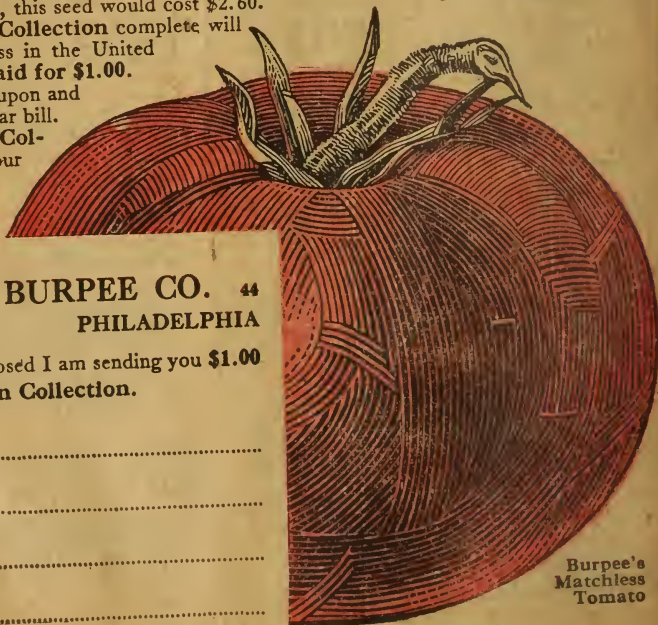 , this seed would cost $2.60.
Collection complete will
ss in the United
aid for $1.00.
upon and
ar bill.
Col-
our
BURPEE CO. 44
PHILADELPHIA
osed I am sending you $1.00
n Collection.
Burpee's
Matchless
Tomato